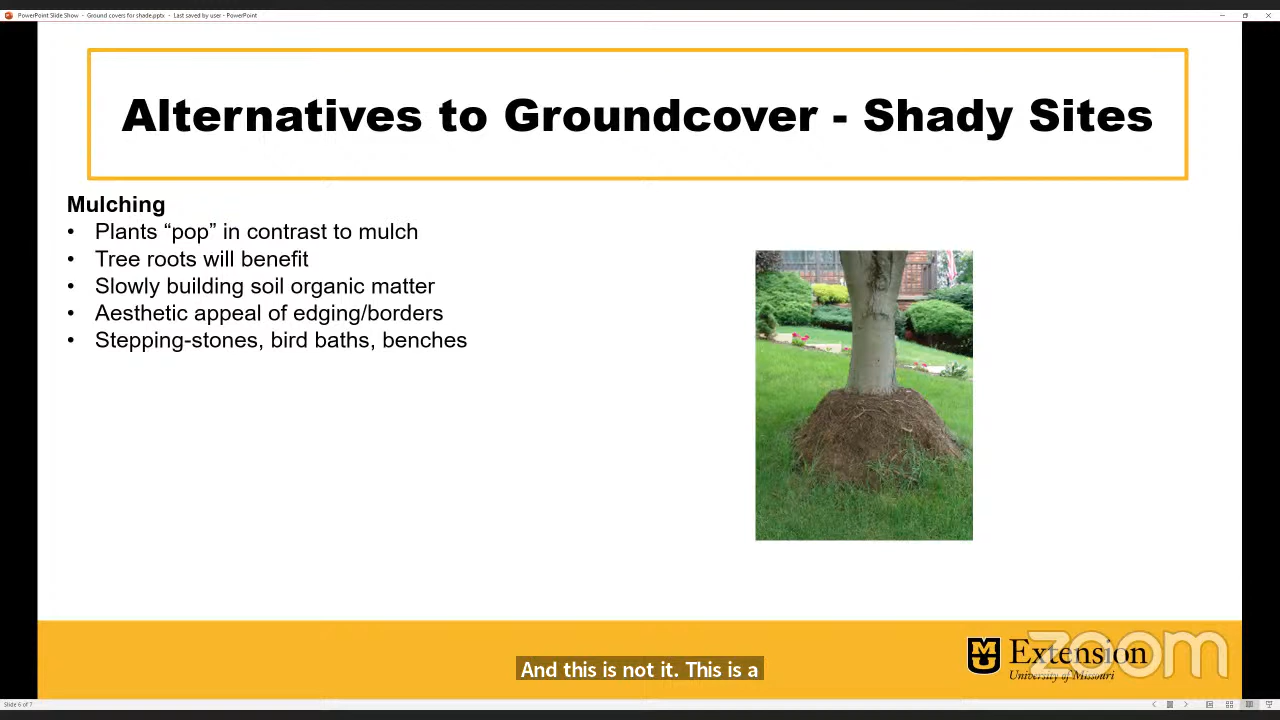 PowerPoint Slide Show - Ground covers for shade.pptx - Last saved by user - PowerPoint
Alternatives to Groundcover - Shady Sites
Mulching
• Plants “pop” in contrast to mulch
• Tree roots will benefit
• Slowly building soil organic matter
• Aesthetic appeal of edging/borders
• Stepping-stones, bird baths, benches
MU
Extension
University of Missouri
zoom
And this is not it. This is a
Slide 6 of 7